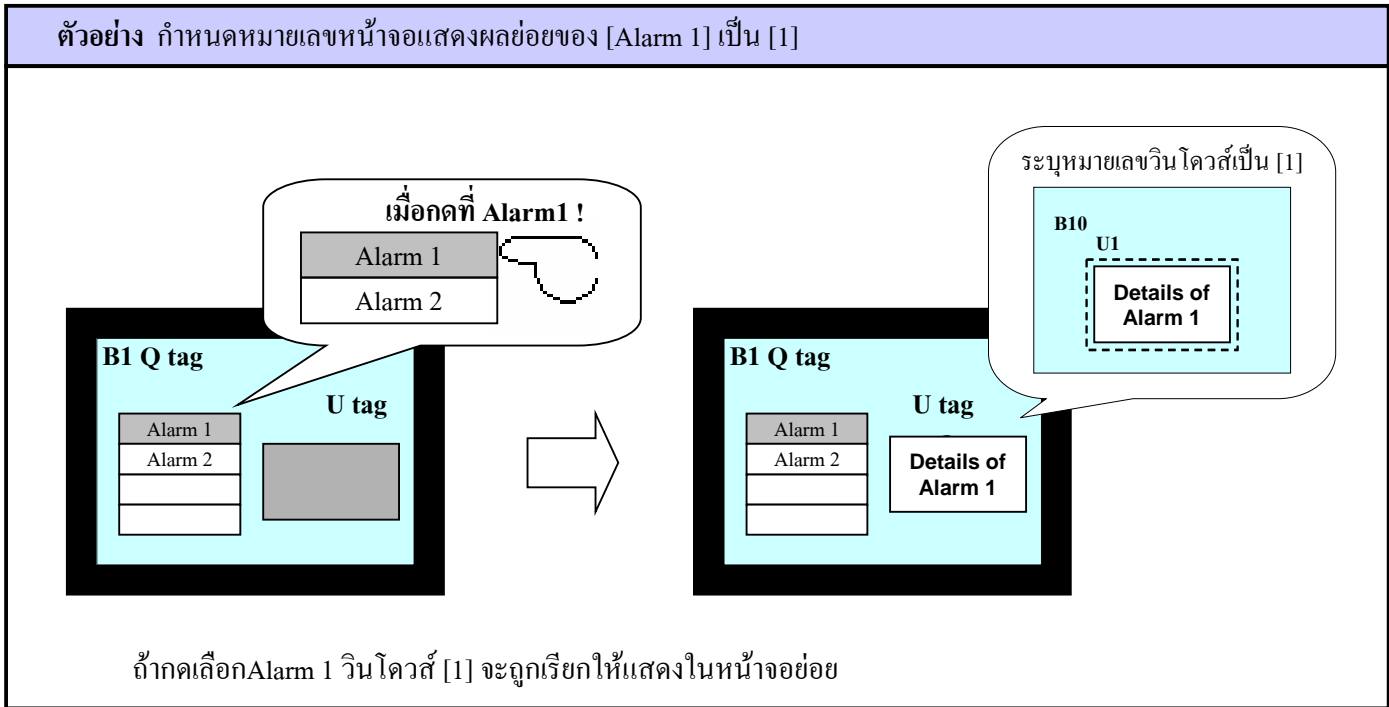 ตัวอย่าง กำหนดหมายเลขหน้าจอแสดงผลย่อยของ [Alarm 1] เป็น [1]
เมื่อกดที่ Alarm1 !
Alarm 1
Alarm 2
B1 Q tag
U tag
Alarm 1
Alarm 2
ระบุหมายเลขวินโดวส์เป็น [1]
B10
U1
Details of
Alarm 1
B1 Q tag
U tag
Alarm 1
Alarm 2
Details of
Alarm 1
ถ้ากดเลือกAlarm 1 วินโดวส์ [1] จะถูกเรียกให้แสดงในหน้าจอย่อย